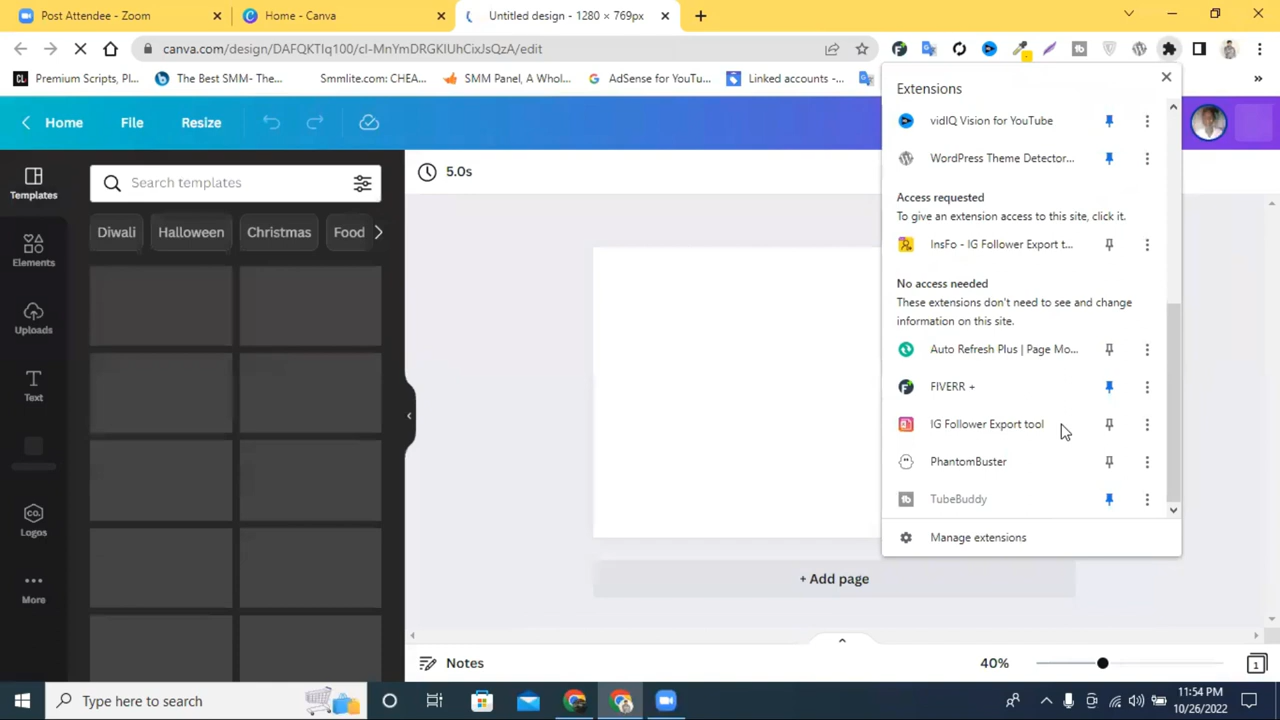 Post Attendee - Zoom
Home - Canva
Untitled design - 1280 × 769px
canva.com/design/DAFQKTIq100/cI-MnYmDRGKIUhCixJsQzA/edit
Premium Scripts, Pl...
The Best SMM- The...
Smmlite.com: CHEA...
SMM Panel, A Whol...
AdSense for YouTu...
Linked accounts -...
»
Home
File
Resize
Extensions
vidIQ Vision for YouTube
WordPress Theme Detector...
Access requested
To give an extension access to this site, click it.
InsFo - IG Follower Export t...
No access needed
These extensions don't need to see and change
information on this site.
Auto Refresh Plus | Page Mo...
FIVERR +
IG Follower Export tool
PhantomBuster
TubeBuddy
Manage extensions
Templates
Elements
Uploads
Text
CO.
Logos
More
Search templates
Diwali
Halloween
Christmas
Food
5.0s
+ Add page
Notes
40%
1
Type here to search
11:54 PM
10/26/2022